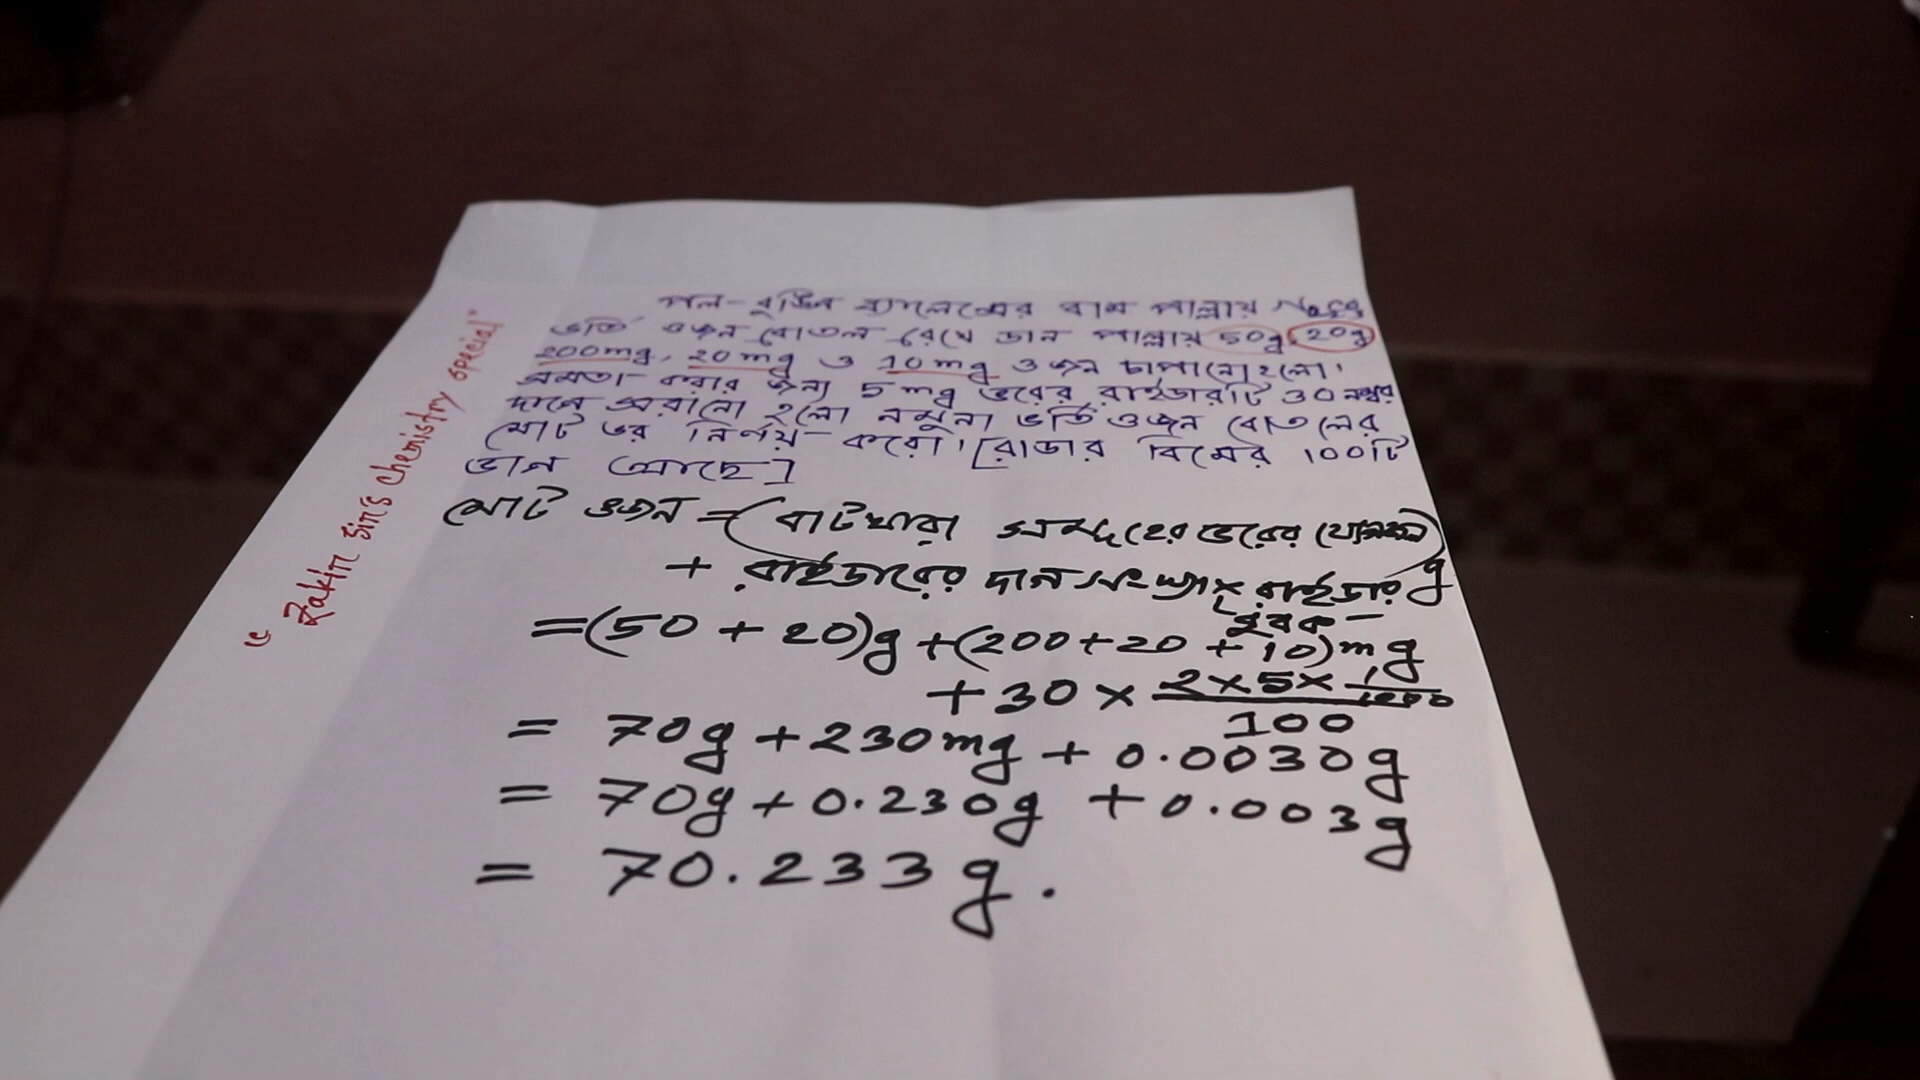 পল-বুঙ্গি ব্যালেন্সের বাম পাল্লায়
ভর্তি ওজন বোতল রেখে ডান পাল্লায় 50g, 20g
200mg, 20mg ও 10mg ওজন চাপানো হলো।
সমতা করার জন্য 5mg ভরের রাইডারটি 30 নম্বর
দাগে সরানো হলো নমুনা ভর্তি ওজন বোতলের
মোট ভর নির্ণয় করো। [রাডার বিমের 100টি
ভাগ আছে]
মোট ওজন = (বাটখারা সমূহের ভরের যোগফল) g
+ রাইডারের দাগ সংখ্যা × রাইডার
ধ্রুবক
=(50 + 20)g +(200+20 +10)mg
+ 30 × 2×5× 1/1000 / 100
= 70g + 230mg + 0.0030g
= 70g + 0.230g + 0.003g
= 70.233g.
"Zakin Sir's chemistry special"